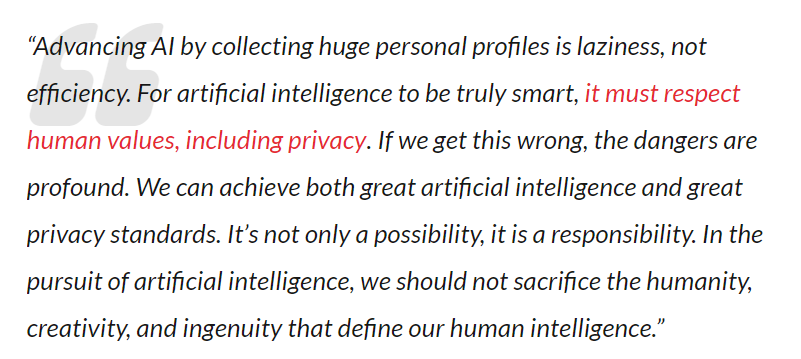 “Advancing AI by collecting huge personal profiles is laziness, not
efficiency. For artificial intelligence to be truly smart, it must respect
human values, including privacy. If we get this wrong, the dangers are
profound. We can achieve both great artificial intelligence and great
privacy standards. It’s not only a possibility, it is a responsibility. In the
pursuit of artificial intelligence, we should not sacrifice the humanity,
creativity, and ingenuity that define our human intelligence.”